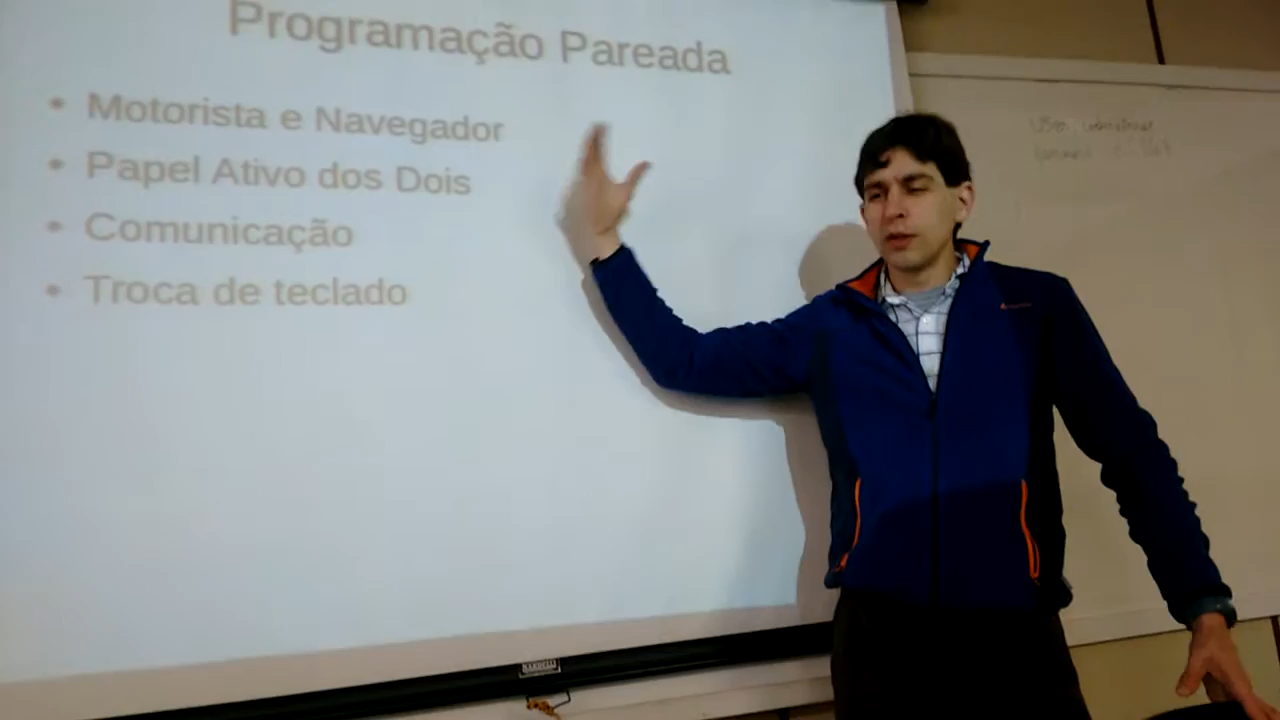 Programação Pareada
• Motorista e Navegador
• Papel Ativo dos Dois
• Comunicação
• Troca de teclado